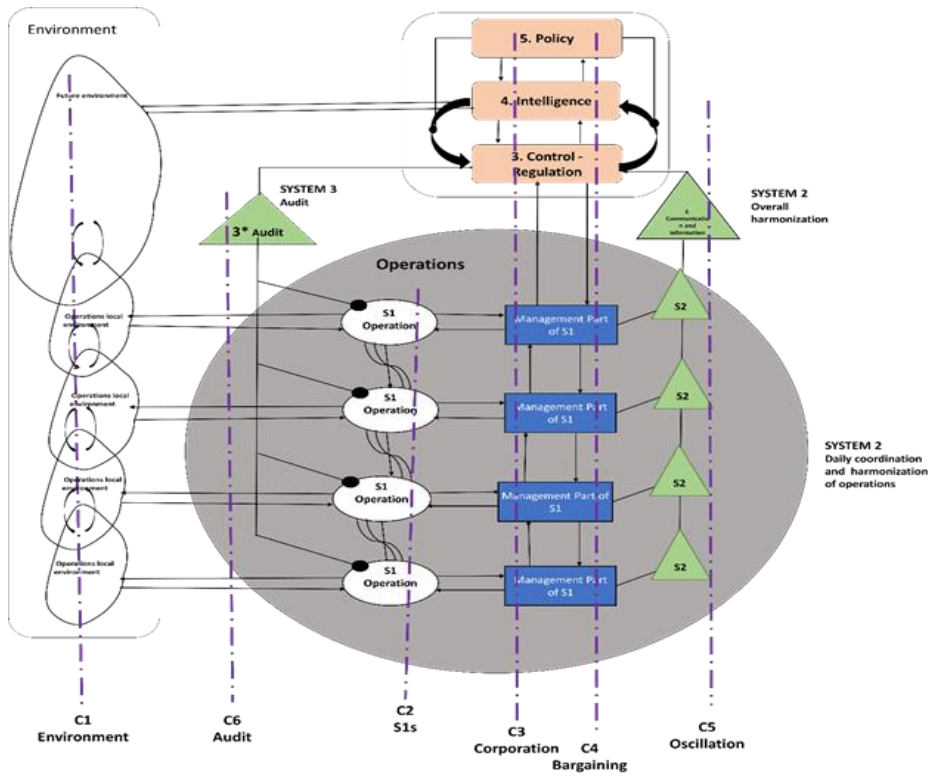 Environment
5. Policy
Future environment
4. Intelligence
3. Control -
Regulation
SYSTEM 3
Audit
3* Audit
SYSTEM 2
Overall
harmonization
Communicatio
n and
Information
Operations
S2
Operations local
environment
S1
Operation
Management Part
of S1
Operations local
environment
S1
Operation
Management Part of
S1
S2
SYSTEM 2
Daily coordination
and harmonization
of operations
Operations local
environment
S1
Operation
Management Part of
S1
S2
Operations local
environment
S1
Operation
Management Part
of S1
S2
C1
Environment
C6
Audit
C2
S1s
C3
Corporation
C4
Bargaining
C5
Oscillation